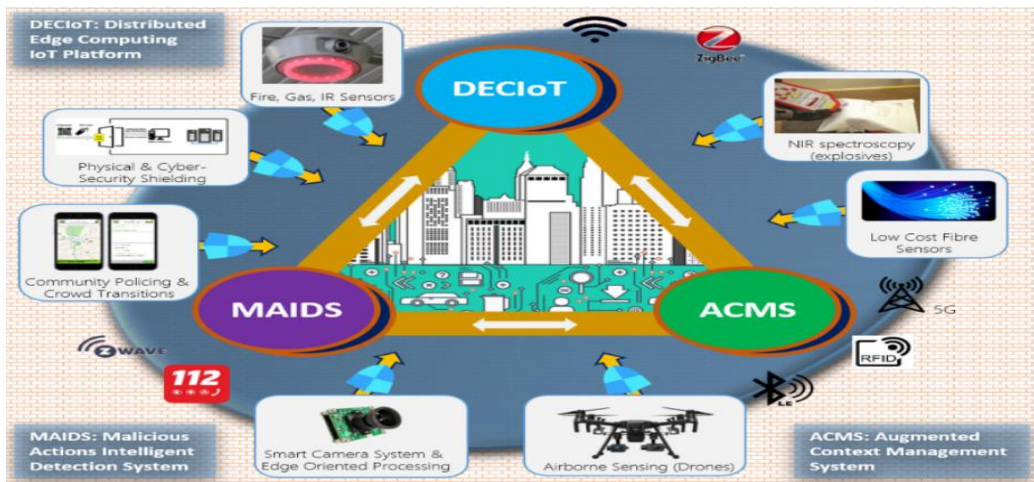 DECIoT: Distributed
Edge Computing
IoT Platform
Fire, Gas, IR Sensors
DECIoT
ZigBee
NIR spectroscopy
(explosives)
Physical & Cyber-
Security Shielding
Low Cost Fibre
Sensors
Community Policing &
Crowd Transitions
MAIDS
ACMS
5G
RFID
WAVE
112
LE
Smart Camera System &
Edge Oriented Processing
Airborne Sensing (Drones)
MAIDS: Malicious
Actions Intelligent
Detection System
ACMS: Augmented
Context Management
System